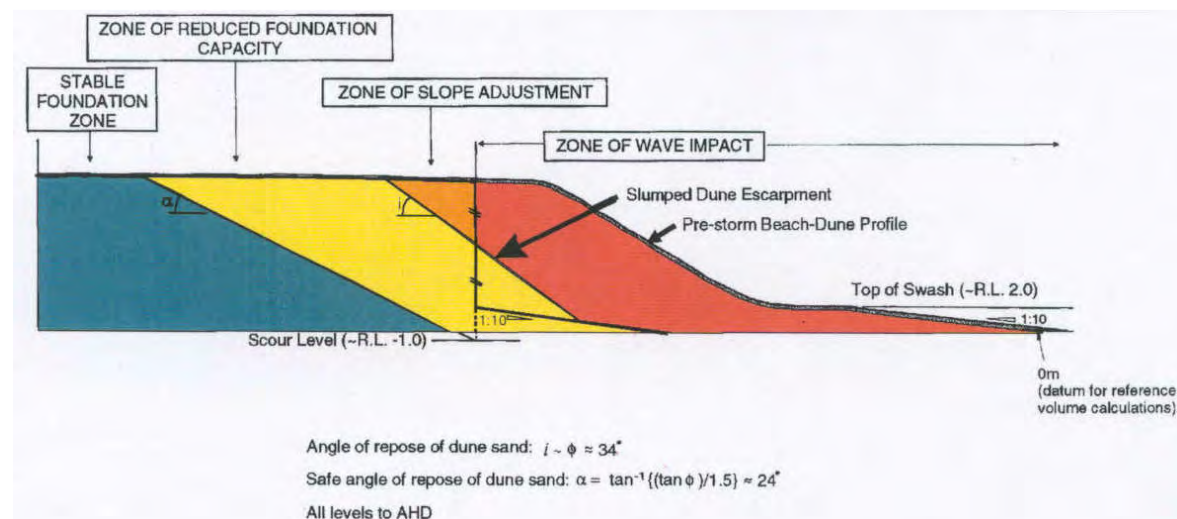 ZONE OF REDUCED FOUNDATION
CAPACITY
STABLE
FOUNDATION
ZONE
ZONE OF SLOPE ADJUSTMENT
ZONE OF WAVE IMPACT
Slumped Dune Escarpment
Pre-storm Beach-Dune Profile
α
i
Top of Swash (~R.L. 2.0)
1:10
1:10
Scour Level (~R.L. -1.0)
0m
(datum for reference
volume calculations)
Angle of repose of dune sand: i ~ ϕ ≈ 34°
Safe angle of repose of dune sand: α = tan⁻¹{(tan ϕ)/1.5} ≈ 24°
All levels to AHD